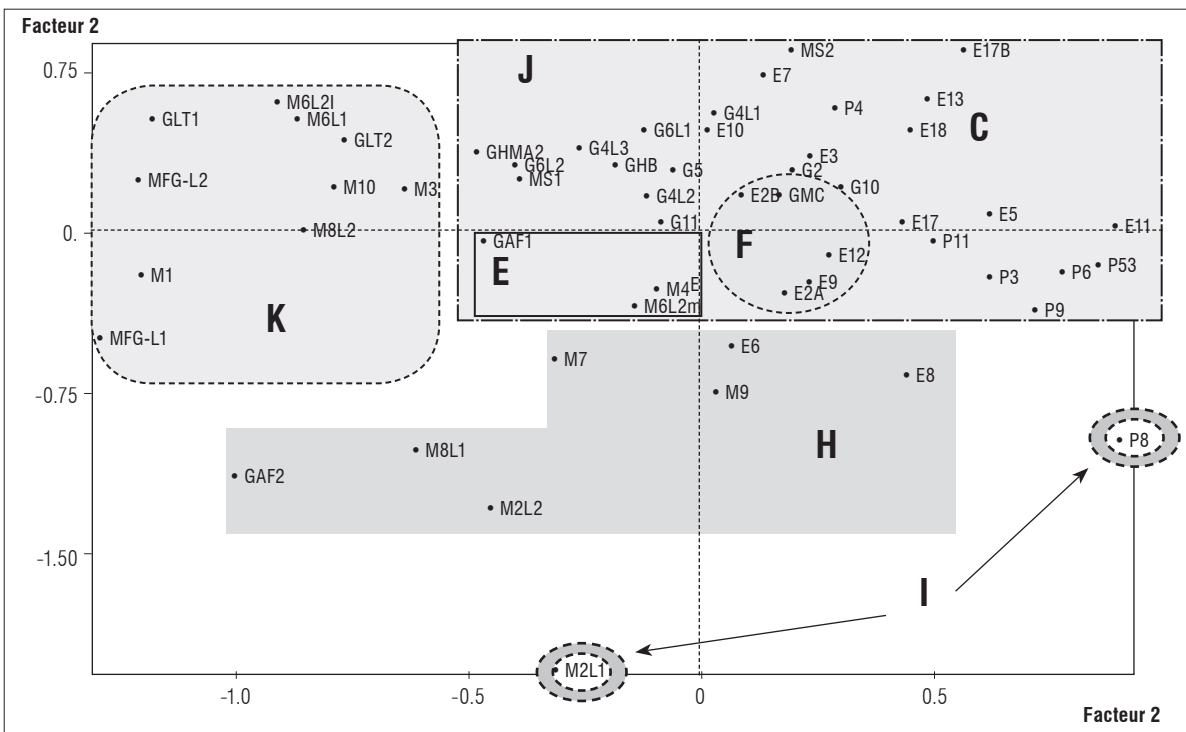 Facteur 2
MS2 E17B
0.75 J E7
M6L2I E13
GLT1 M6L1 G4L1 P4 C
GLT2 G6L1 E10 E18
GHMA2 G4L3 E3
G6L2 GHB G5 G2
MFG-L2 M10 M3 MS1 G4L2 E2B GMC G10
G11 E17 E5 E11
0. M8L2 GAF1 F P11
E E12 P53
M1 M4E E9 P3 P6
M6L2m E2A P9
K
MFG-L1 E6
M7 E8
-0.75 M9
H P8
M8L1
GAF2
M2L2
-1.50
I
M2L1
-1.0 -0.5 0 0.5
Facteur 2